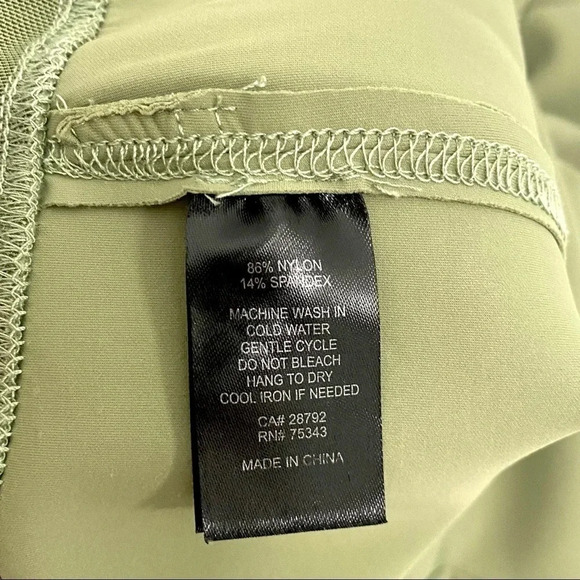 86% NYLON
14% SPANDEX
MACHINE WASH IN
COLD WATER
GENTLE CYCLE
DO NOT BLEACH
HANG TO DRY
COOL IRON IF NEEDED
CA# 28792
RN# 75343
MADE IN CHINA